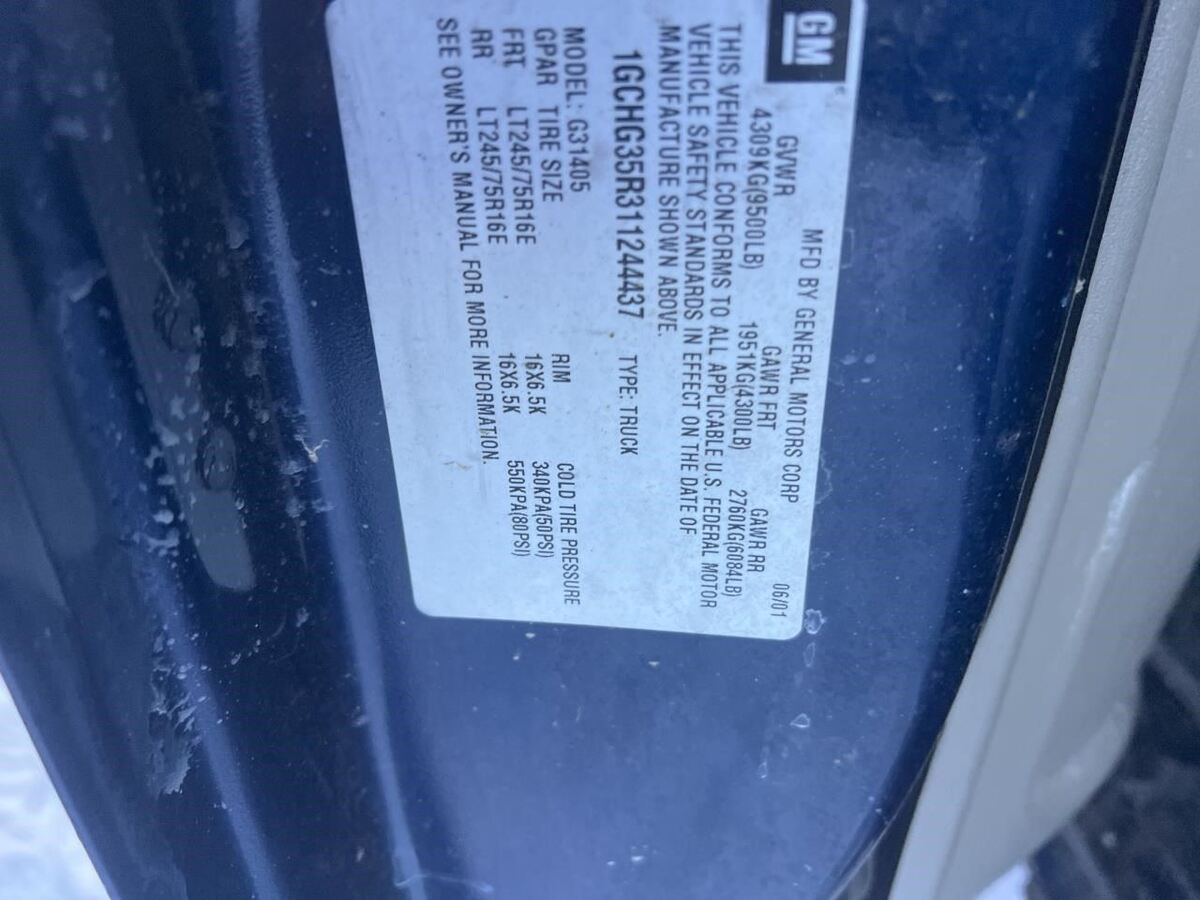 GM
MFD BY GENERAL MOTORS CORP 06/01
GVWR GAWR FRT GAWR RR
4309KG(9500LB) 1951KG(4300LB) 2760KG(6084LB)
THIS VEHICLE CONFORMS TO ALL APPLICABLE U.S. FEDERAL MOTOR
VEHICLE SAFETY STANDARDS IN EFFECT ON THE DATE OF
MANUFACTURE SHOWN ABOVE.
1GCHG35R311244437 TYPE: TRUCK
MODEL: G31405
GPAR TIRE SIZE RIM COLD TIRE PRESSURE
FRT LT245/75R16E 16X6.5K 340KPA(50PSI)
RR LT245/75R16E 16X6.5K 550KPA(80PSI)
SEE OWNER'S MANUAL FOR MORE INFORMATION.